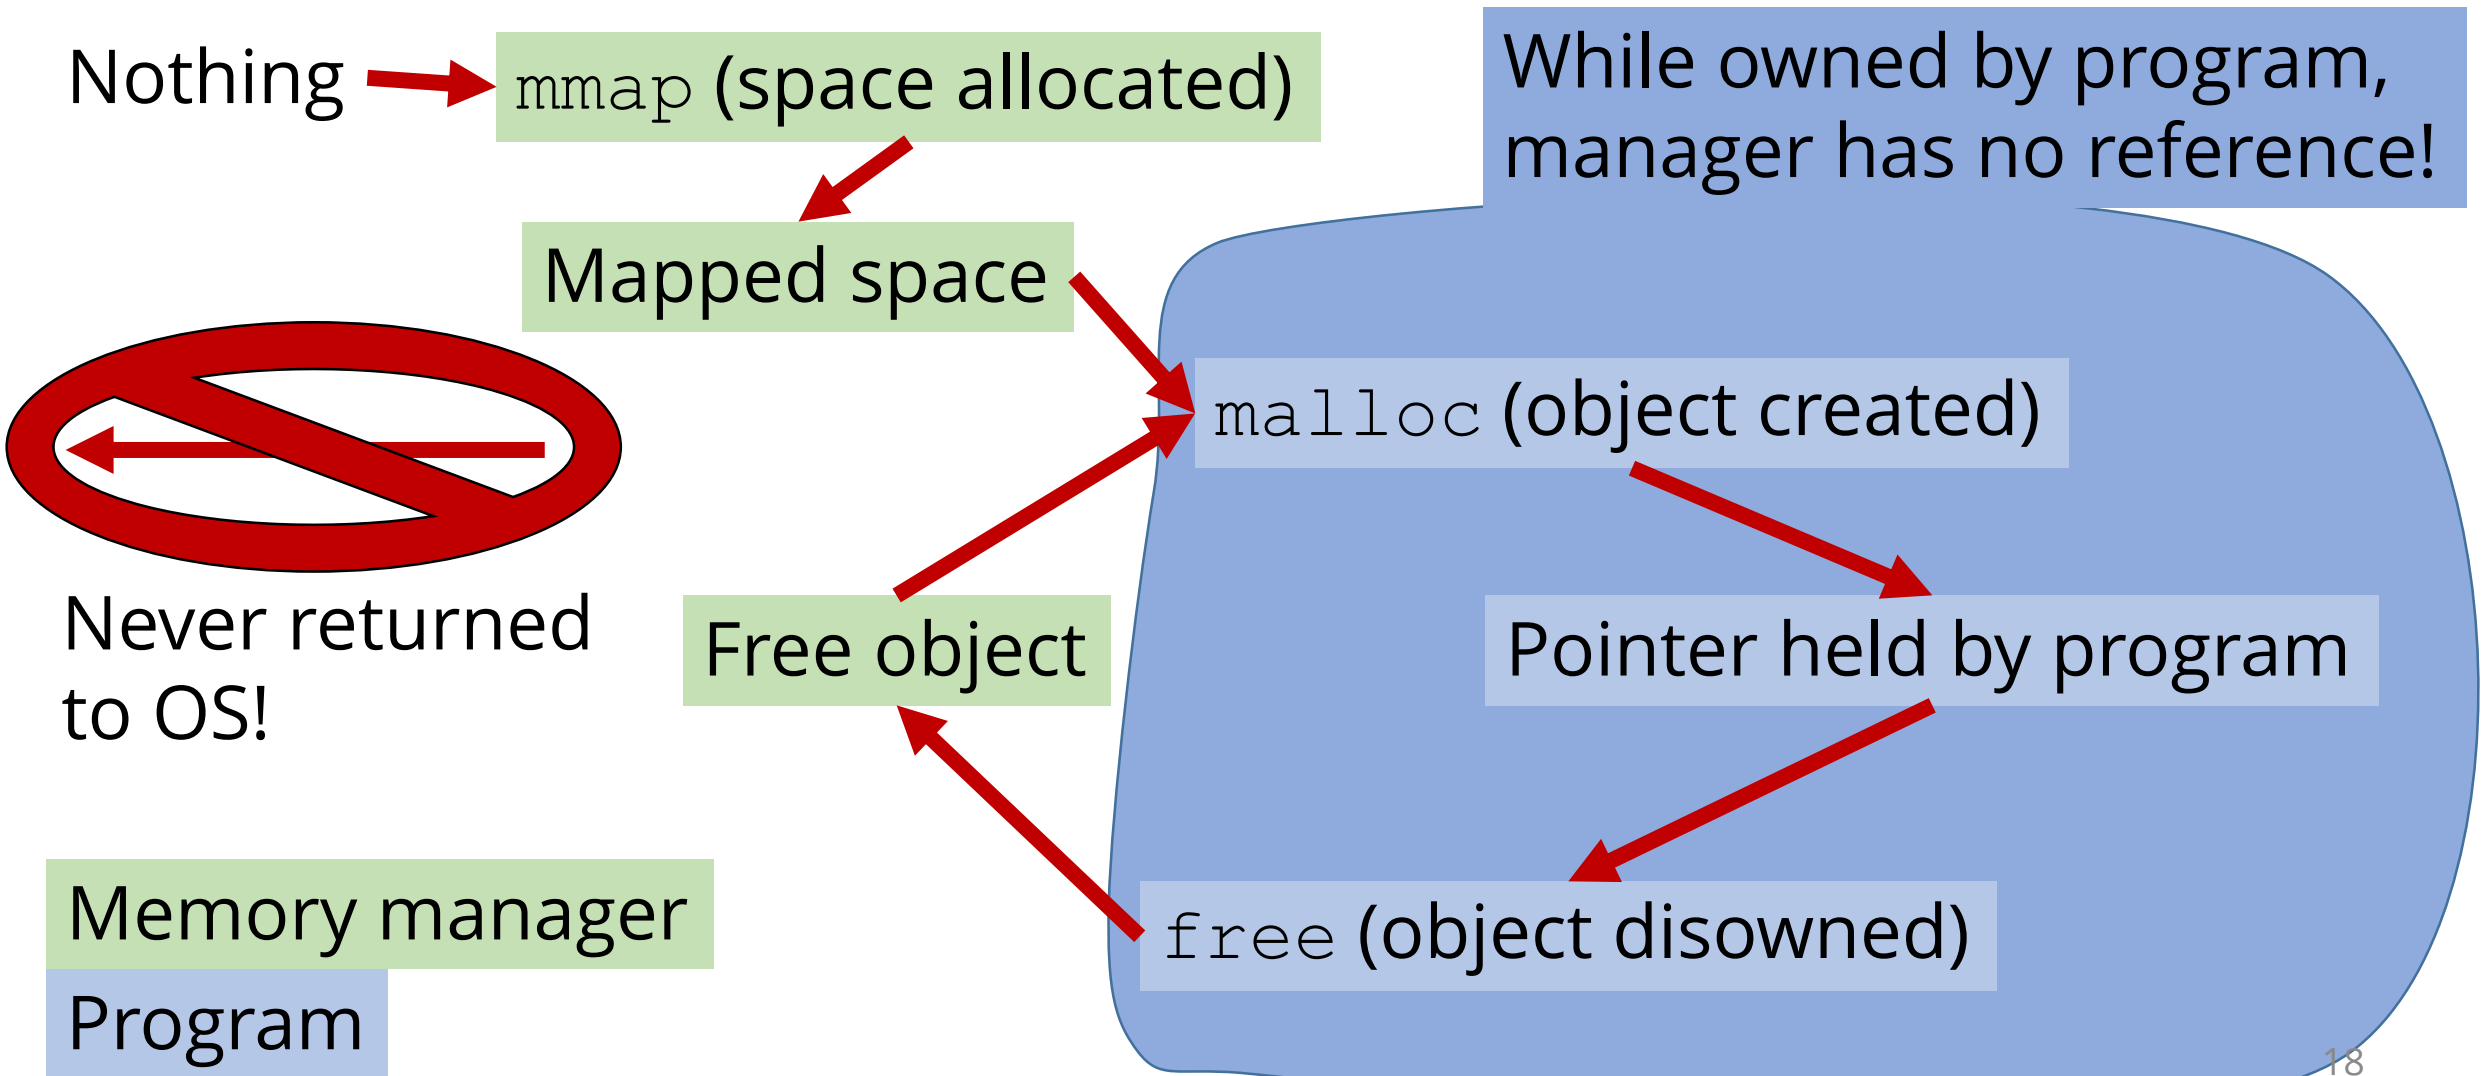 Nothing
mmap (space allocated)
While owned by program,
manager has no reference!
Mapped space
malloc (object created)
Never returned
to OS!
Free object
Pointer held by program
free (object disowned)
Memory manager
Program
18